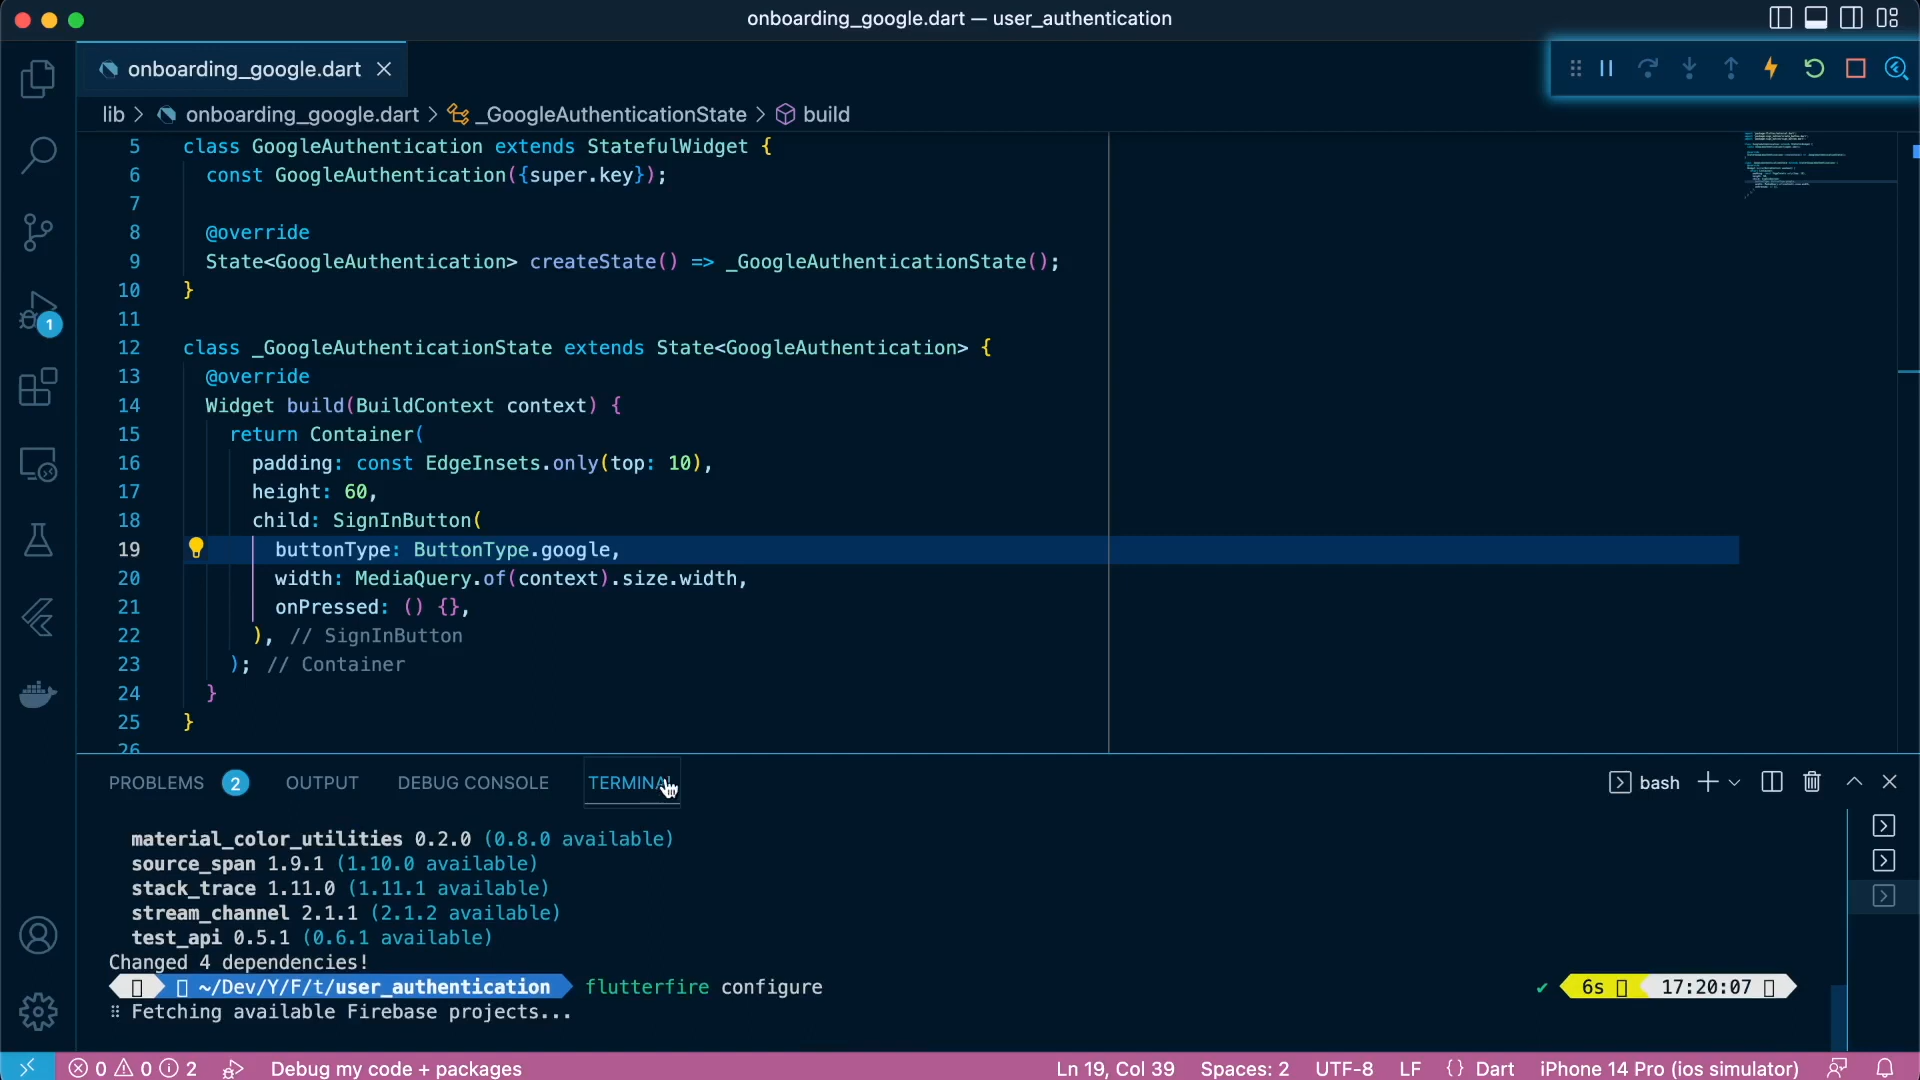 onboarding_google.dart — user_authentication
onboarding_google.dart
lib > onboarding_google.dart > _GoogleAuthenticationState > build
5 class GoogleAuthentication extends StatefulWidget {
6 const GoogleAuthentication({super.key});
7
8 @override
9 State<GoogleAuthentication> createState() => _GoogleAuthenticationState();
10 }
11
12 class _GoogleAuthenticationState extends State<GoogleAuthentication> {
13 @override
14 Widget build(BuildContext context) {
15 return Container(
16 padding: const EdgeInsets.only(top: 10),
17 height: 60,
18 child: SignInButton(
19 buttonType: ButtonType.google,
20 width: MediaQuery.of(context).size.width,
21 onPressed: () {},
22 ), // SignInButton
23 ); // Container
24 }
25 }
26
1
PROBLEMS 2 OUTPUT DEBUG CONSOLE TERMINAL bash
material_color_utilities 0.2.0 (0.8.0 available)
source_span 1.9.1 (1.10.0 available)
stack_trace 1.11.0 (1.11.1 available)
stream_channel 2.1.1 (2.1.2 available)
test_api 0.5.1 (0.6.1 available)
Changed 4 dependencies!
~/Dev/Y/F/t/user_authentication flutterfire configure ✔ 6s 17:20:07
⠿ Fetching available Firebase projects...
0 0 2 Debug my code + packages Ln 19, Col 39 Spaces: 2 UTF-8 LF {} Dart iPhone 14 Pro (ios simulator)